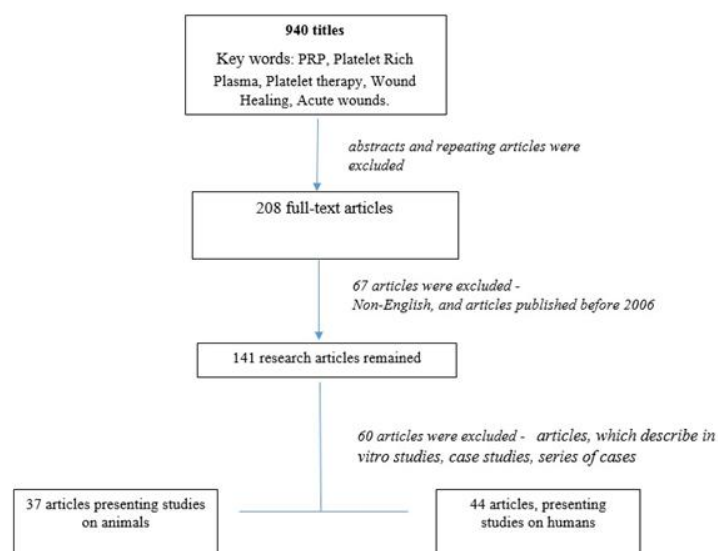 940 titles
Key words: PRP, Platelet Rich
Plasma, Platelet therapy, Wound
Healing, Acute wounds.
abstracts and repeating articles were
excluded
208 full-text articles
67 articles were excluded -
Non-English, and articles published before 2006
141 research articles remained
60 articles were excluded - articles, which describe in
vitro studies, case studies, series of cases
37 articles presenting studies
on animals
44 articles, presenting
studies on humans